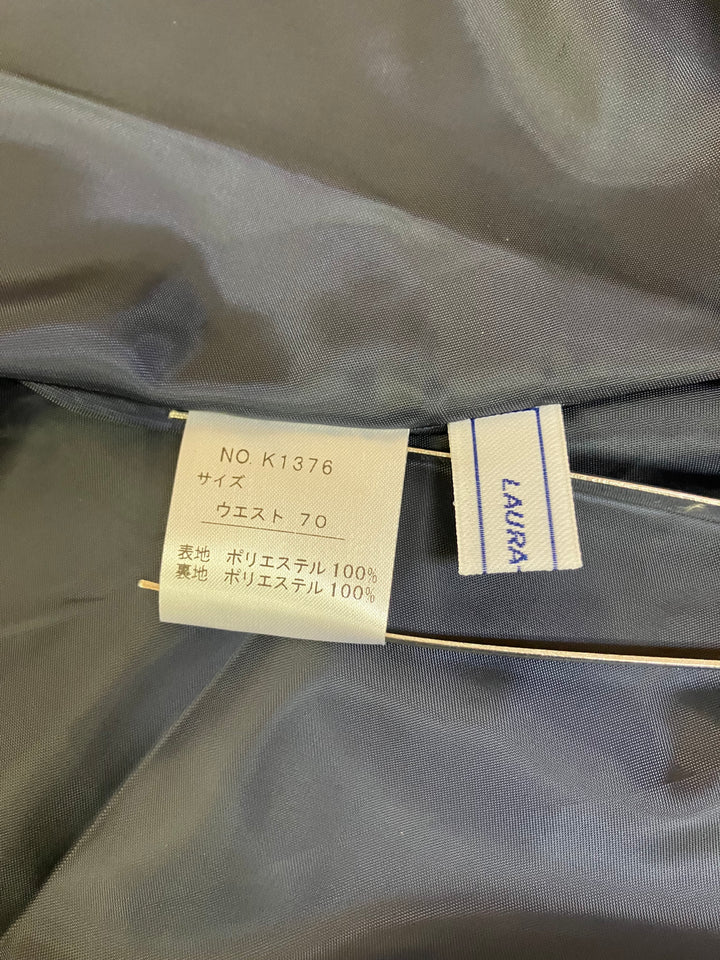 NO. K1376
サイズ
ウエスト 70
表地 ポリエステル 100%
裏地 ポリエステル 100%
LAURA